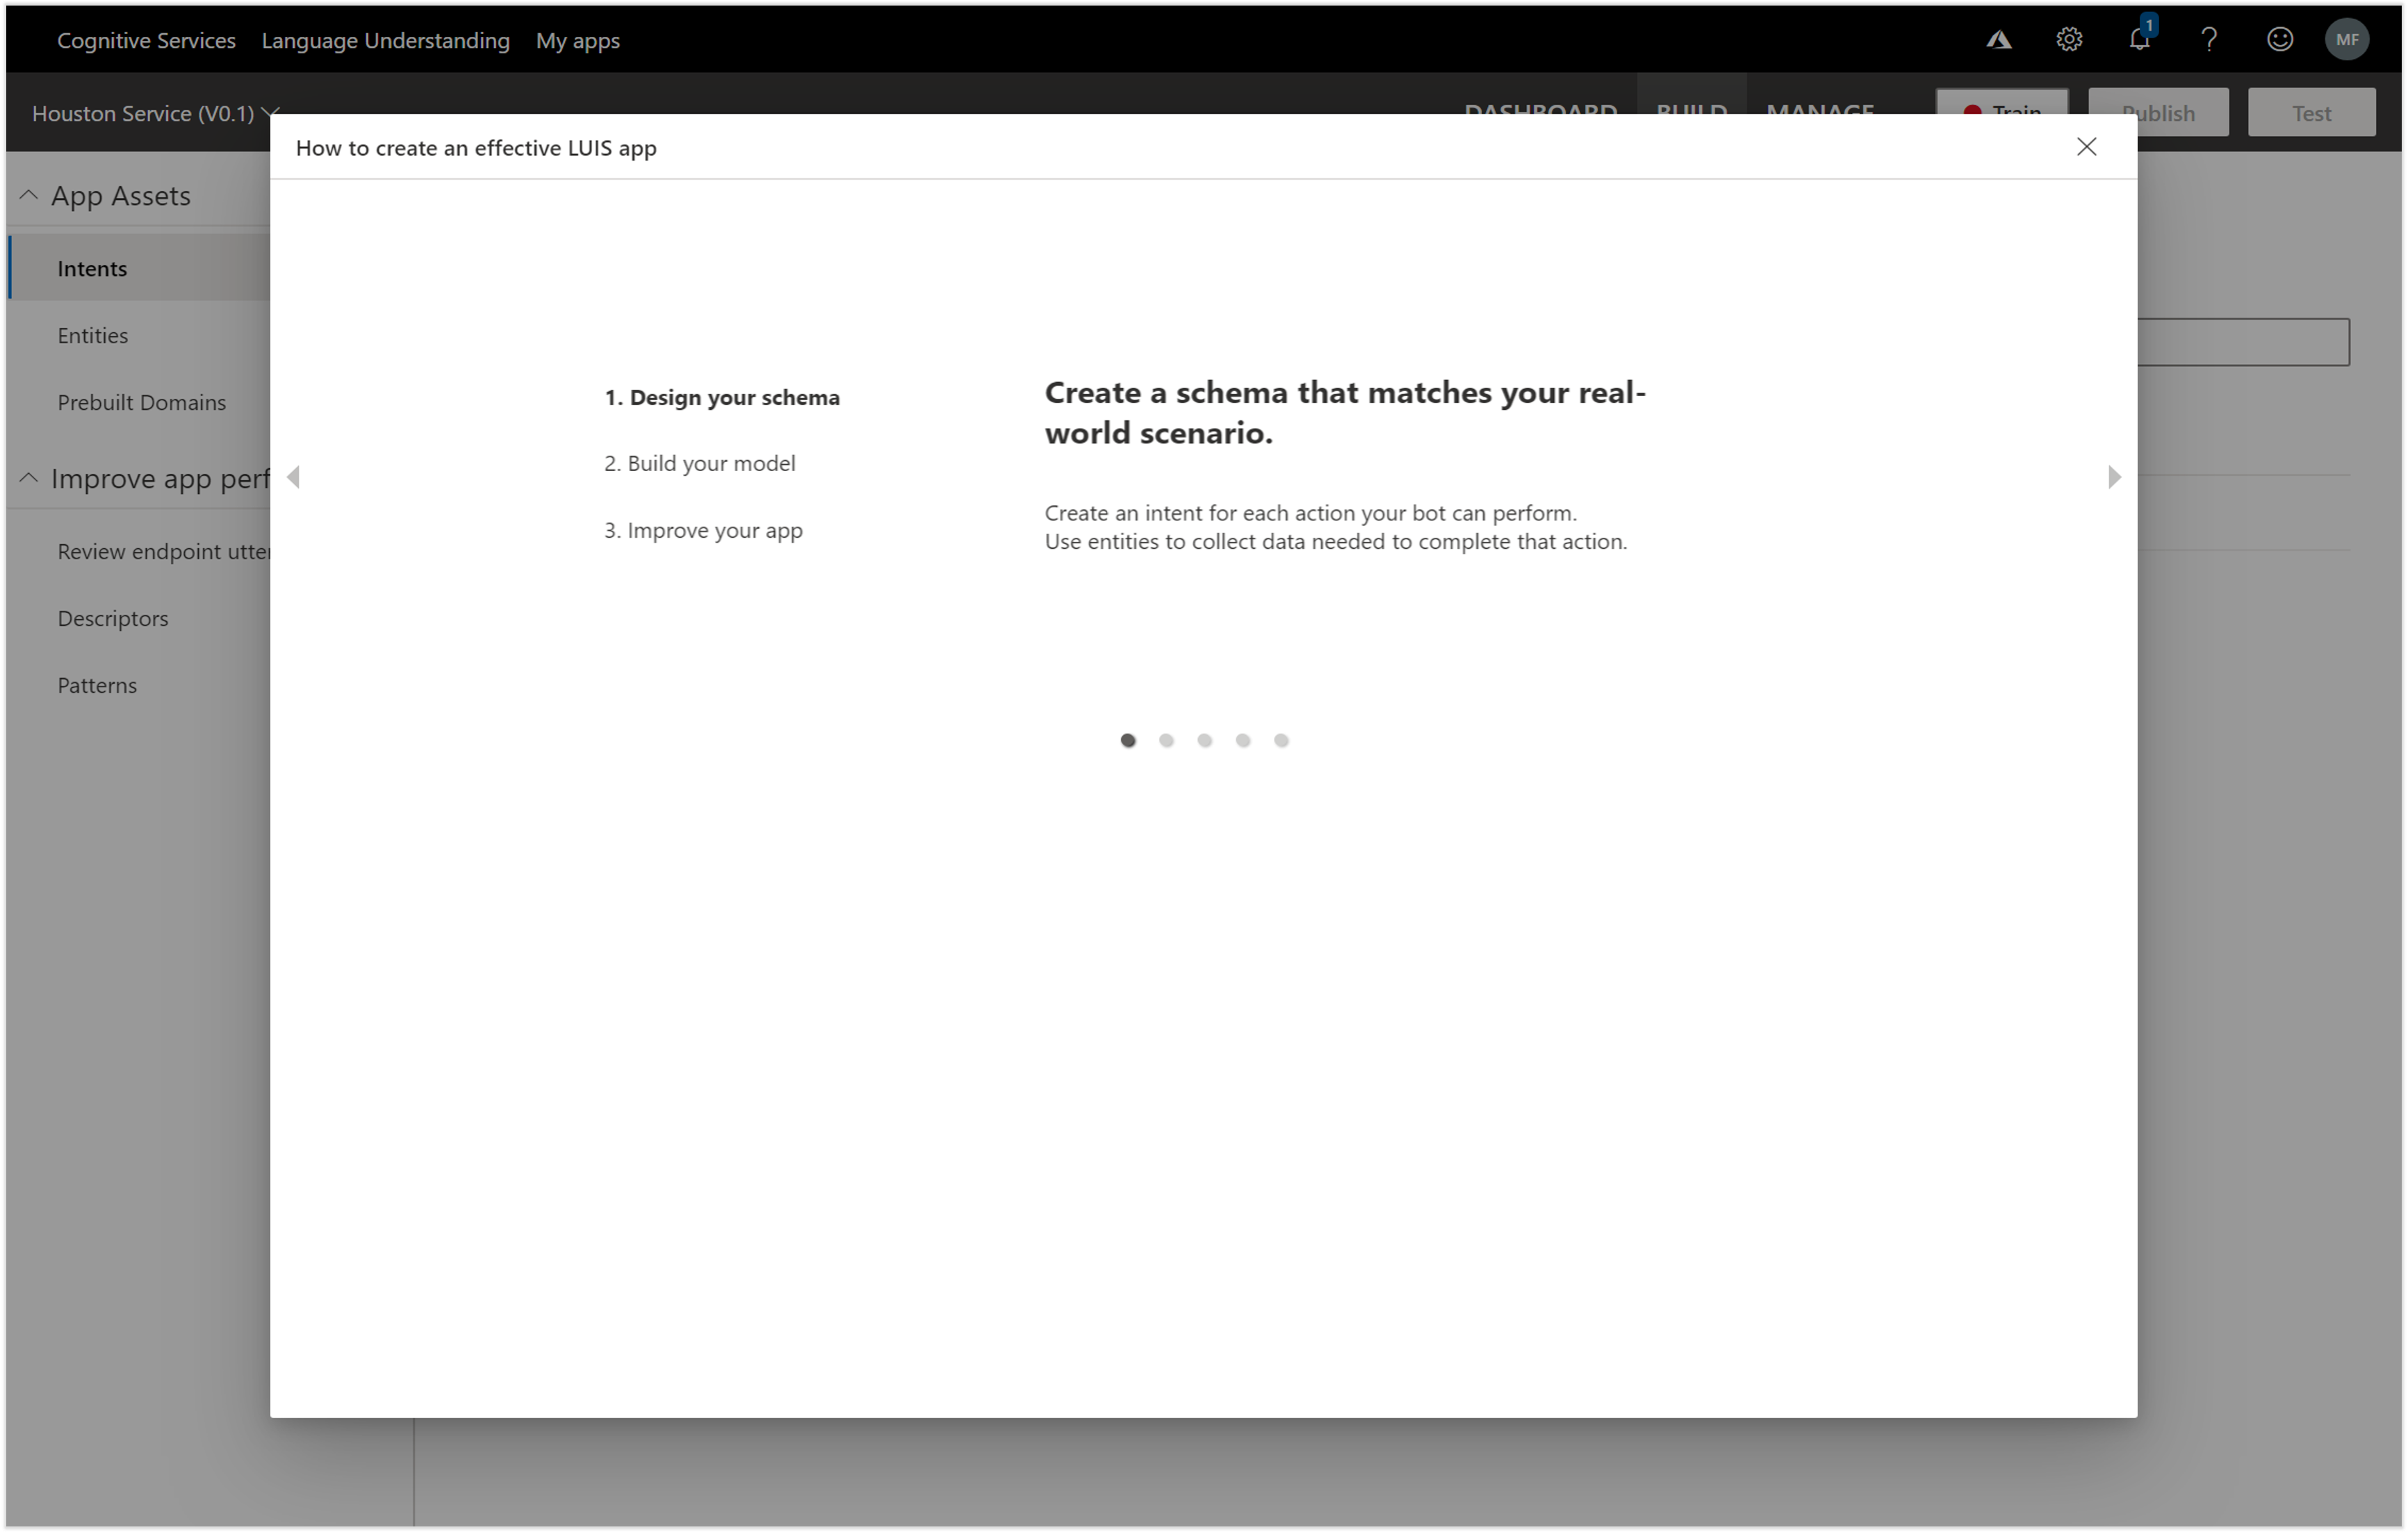 Cognitive Services Language Understanding My apps 1 ? MF
Houston Service (V0.1) DASHBOARD BUILD MANAGE Train Publish Test
How to create an effective LUIS app
App Assets
Intents
Entities
Prebuilt Domains
Improve app perf
Review endpoint utter
Descriptors
Patterns
1. Design your schema
2. Build your model
3. Improve your app
Create a schema that matches your real-
world scenario.
Create an intent for each action your bot can perform.
Use entities to collect data needed to complete that action.